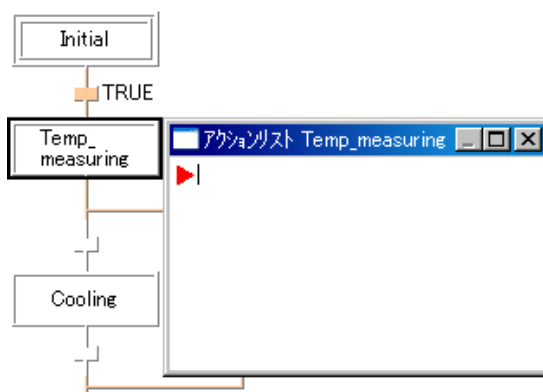 Initial
TRUE
Temp_
measuring
アクションリスト Temp_measuring
Cooling